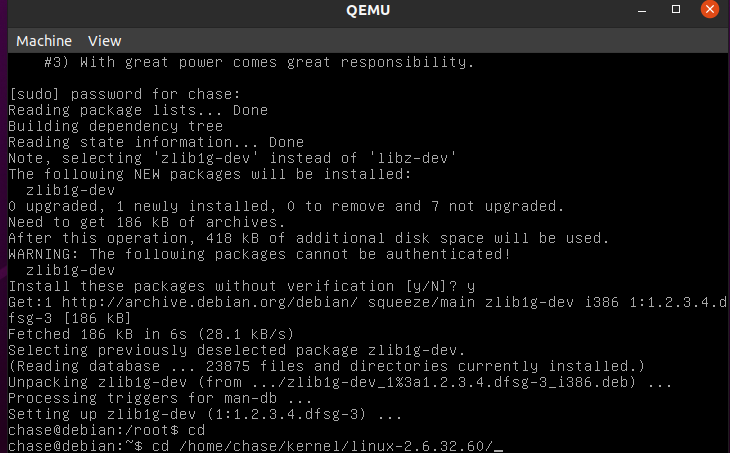 QEMU
Machine View
#3) With great power comes great responsibility.
[sudo] password for chase:
Reading package lists... Done
Building dependency tree
Reading state information... Done
Note, selecting 'zlib1g-dev' instead of 'libz-dev'
The following NEW packages will be installed:
  zlib1g-dev
0 upgraded, 1 newly installed, 0 to remove and 7 not upgraded.
Need to get 186 kB of archives.
After this operation, 418 kB of additional disk space will be used.
WARNING: The following packages cannot be authenticated!
  zlib1g-dev
Install these packages without verification [y/N]? y
Get:1 http://archive.debian.org/debian/ squeeze/main zlib1g-dev i386 1:1.2.3.4.d
fsg-3 [186 kB]
Fetched 186 kB in 6s (28.1 kB/s)
Selecting previously deselected package zlib1g-dev.
(Reading database ... 23875 files and directories currently installed.)
Unpacking zlib1g-dev (from .../zlib1g-dev_1%3a1.2.3.4.dfsg-3_i386.deb) ...
Processing triggers for man-db ...
Setting up zlib1g-dev (1:1.2.3.4.dfsg-3) ...
chase@debian:/root$ cd
chase@debian:~$ cd /home/chase/kernel/linux-2.6.32.60/_